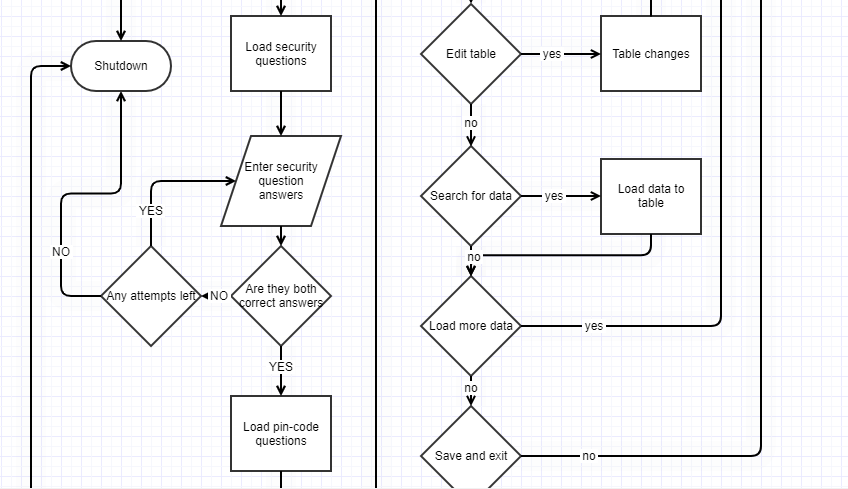 Shutdown
Load security
questions
Enter security
question
answers
YES
NO
Any attempts left
NO
Are they both
correct answers
YES
Load pin-code
questions
Edit table
yes
Table changes
no
Search for data
yes
Load data to
table
no
Load more data
yes
no
Save and exit
no